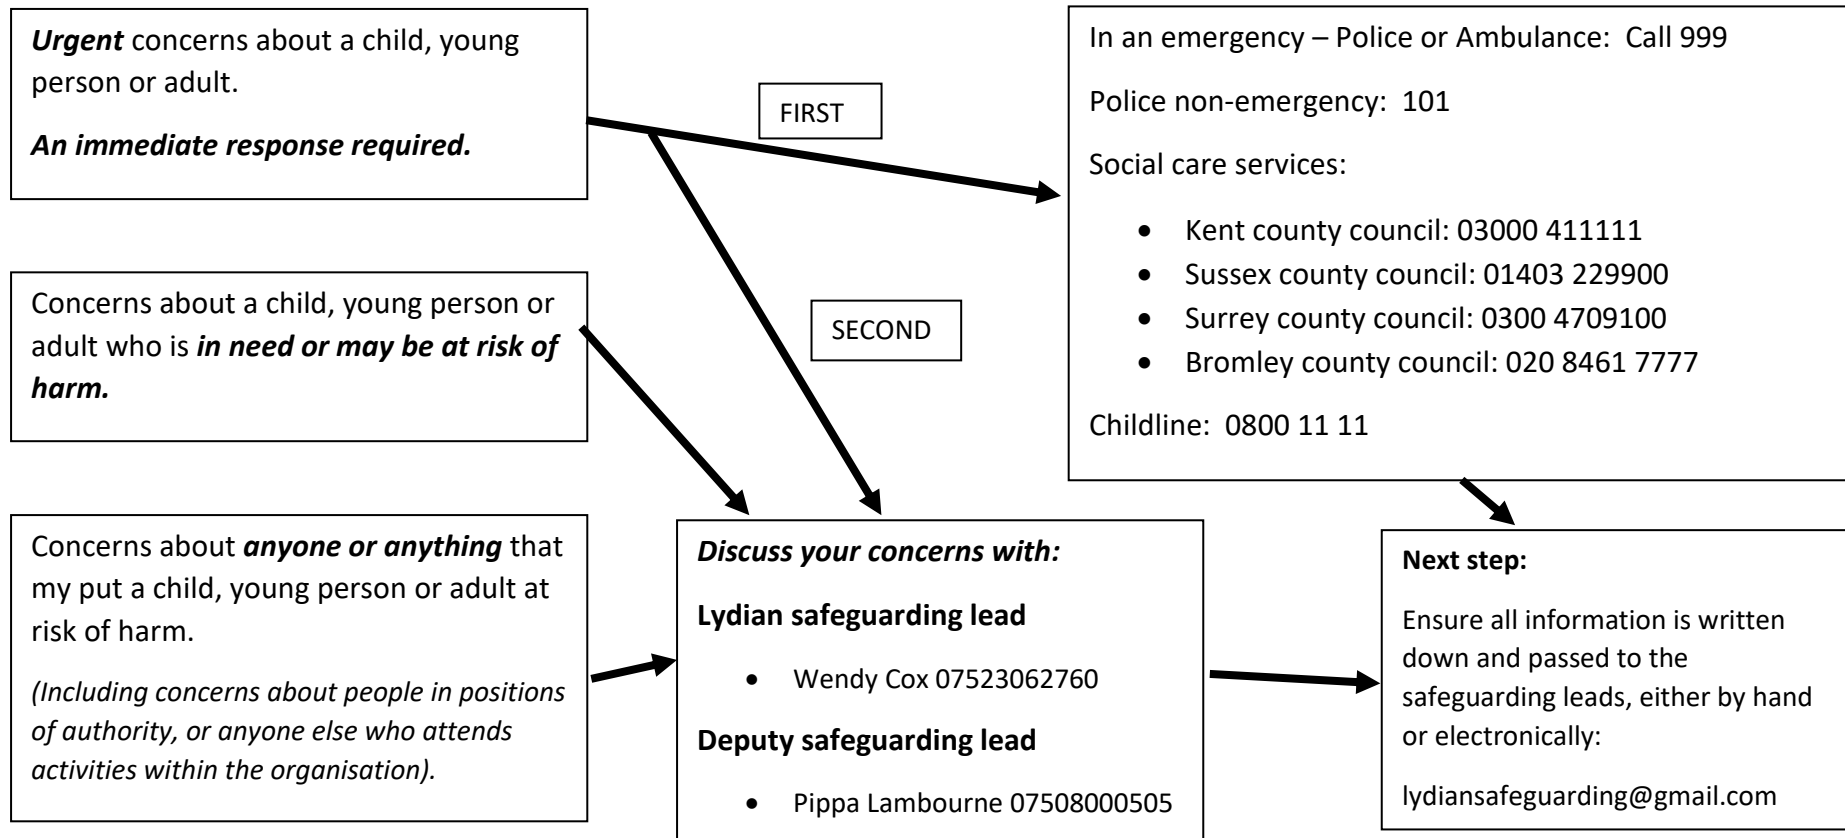 Urgent concerns about a child, young
person or adult.
An immediate response required.
FIRST
In an emergency – Police or Ambulance: Call 999
Police non-emergency: 101
Social care services:
• Kent county council: 03000 411111
• Sussex county council: 01403 229900
• Surrey county council: 0300 4709100
• Bromley county council: 020 8461 7777
Childline: 0800 11 11
Concerns about a child, young person or
adult who is in need or may be at risk of
harm.
SECOND
Concerns about anyone or anything that
my put a child, young person or adult at
risk of harm.
(Including concerns about people in positions
of authority, or anyone else who attends
activities within the organisation).
Discuss your concerns with:
Lydian safeguarding lead
• Wendy Cox 07523062760
Deputy safeguarding lead
• Pippa Lambourne 07508000505
Next step:
Ensure all information is written
down and passed to the
safeguarding leads, either by hand
or electronically:
lydiansafeguarding@gmail.com